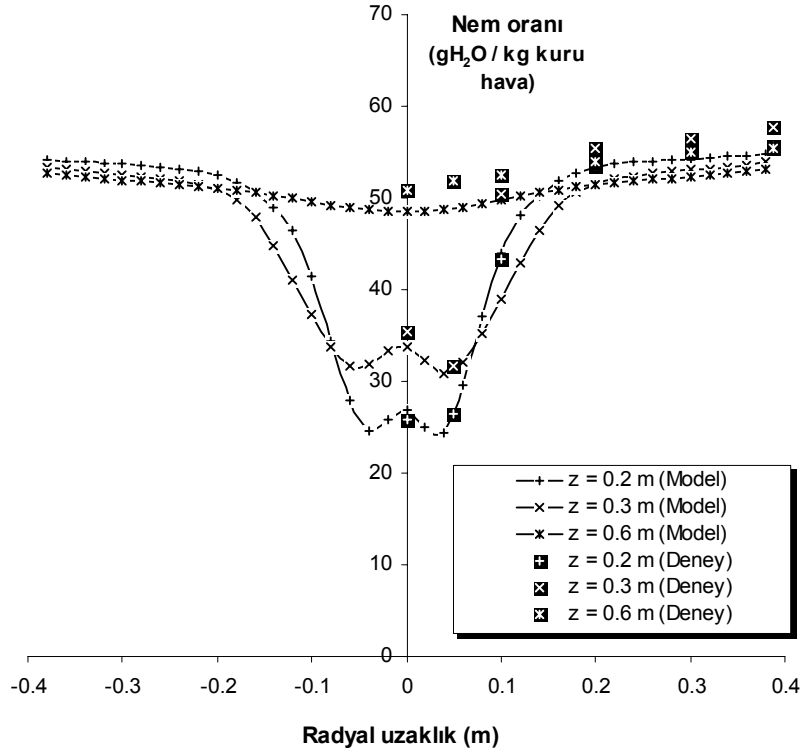 Nem oranı
(gH₂O / kg kuru
hava)
70
60
50
40
30
20
10
0
-0.4 -0.3 -0.2 -0.1 0 0.1 0.2 0.3 0.4
Radyal uzaklık (m)
z = 0.2 m (Model)
z = 0.3 m (Model)
z = 0.6 m (Model)
z = 0.2 m (Deney)
z = 0.3 m (Deney)
z = 0.6 m (Deney)